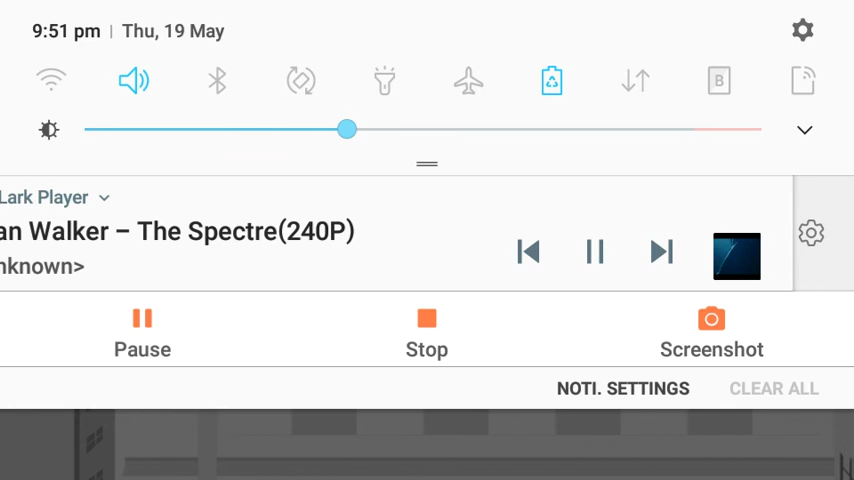 9:51 pm | Thu, 19 May
B
Lark Player
an Walker – The Spectre(240P)
nknown>
Pause
Stop
Screenshot
NOTI. SETTINGS
CLEAR ALL